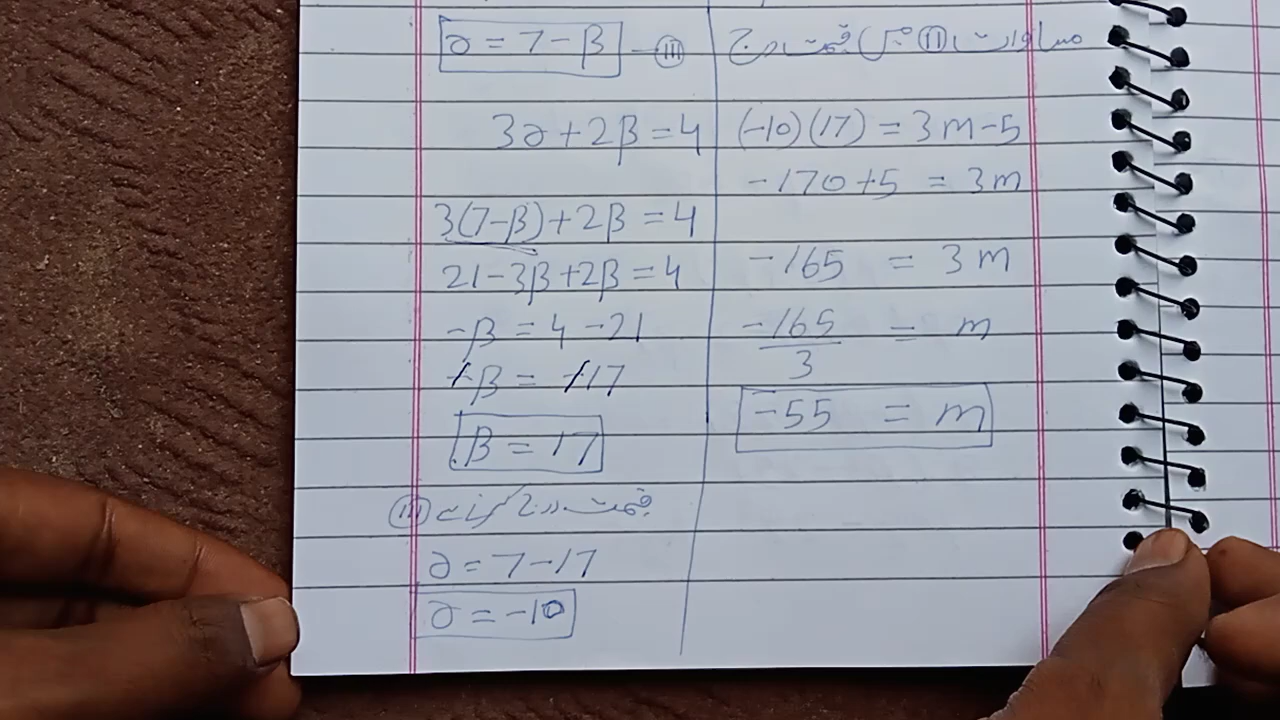 ∂ = 7 - β — (III)
3∂ + 2β = 4
3(7-β) + 2β = 4
21 - 3β + 2β = 4
-β = 4 - 21
-β = -17
β = 17
(III) قیمت درج کرنے
∂ = 7 - 17
∂ = -10
مساوات (II) میں قیمت درج
(-10)(17) = 3m - 5
-170 + 5 = 3m
-165 = 3m
-165/3 = m
-55 = m